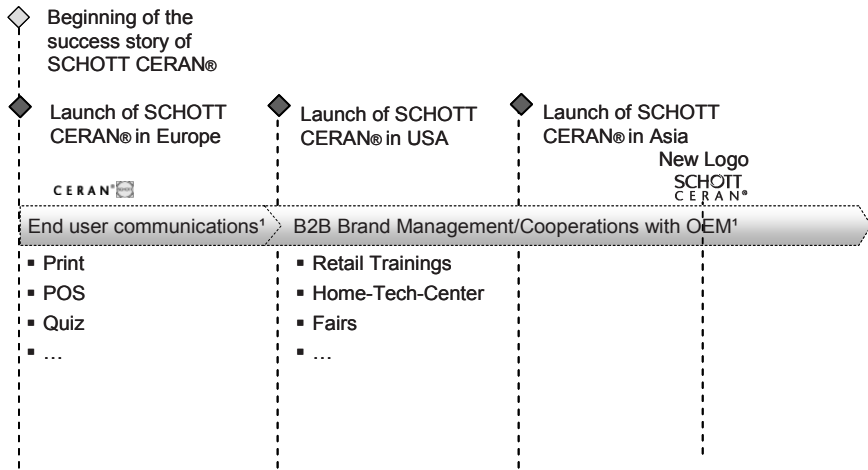 Beginning of the
success story of
SCHOTT CERAN®
Launch of SCHOTT
CERAN® in Europe
Launch of SCHOTT
CERAN® in USA
Launch of SCHOTT
CERAN® in Asia
New Logo
SCHOTT
CERAN®
CERAN®
End user communications¹
B2B Brand Management/Cooperations with OEM¹
▪ Print
▪ POS
▪ Quiz
▪ …
▪ Retail Trainings
▪ Home-Tech-Center
▪ Fairs
▪ …